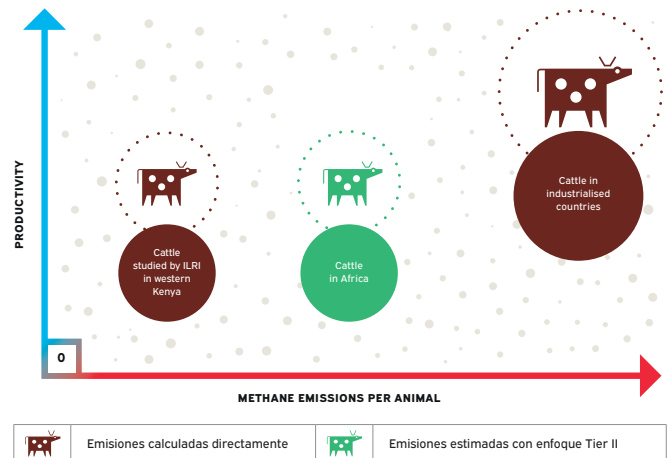 PRODUCTIVITY
Cattle in
industrialised
countries
Cattle
studied by ILRI
in western
Kenya
Cattle
in Africa
0
METHANE EMISSIONS PER ANIMAL
Emisiones calculadas directamente
Emisiones estimadas con enfoque Tier II